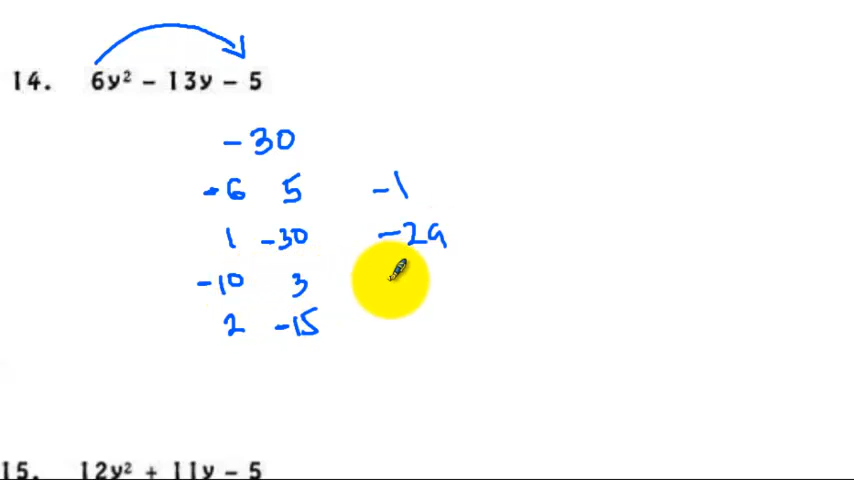 14. 6y² − 13y − 5
-30
-6 5 -1
1 -30 -29
-10 3
2 -15
15. 12y² + 11y − 5